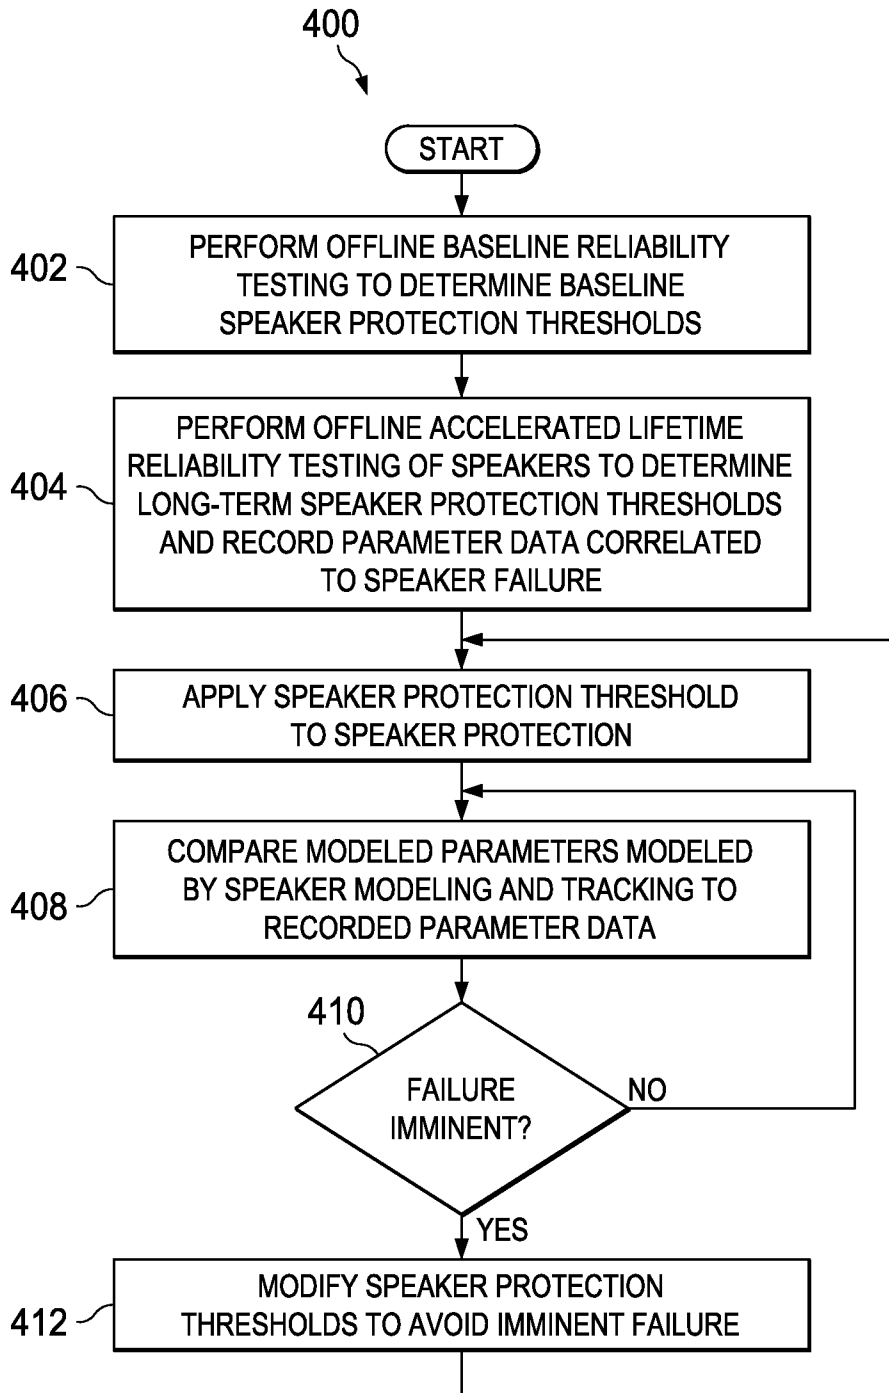 400
START
402
PERFORM OFFLINE BASELINE RELIABILITY
TESTING TO DETERMINE BASELINE
SPEAKER PROTECTION THRESHOLDS
404
PERFORM OFFLINE ACCELERATED LIFETIME
RELIABILITY TESTING OF SPEAKERS TO DETERMINE
LONG-TERM SPEAKER PROTECTION THRESHOLDS
AND RECORD PARAMETER DATA CORRELATED
TO SPEAKER FAILURE
406
APPLY SPEAKER PROTECTION THRESHOLD
TO SPEAKER PROTECTION
408
COMPARE MODELED PARAMETERS MODELED
BY SPEAKER MODELING AND TRACKING TO
RECORDED PARAMETER DATA
410
FAILURE
IMMINENT?
NO
YES
412
MODIFY SPEAKER PROTECTION
THRESHOLDS TO AVOID IMMINENT FAILURE